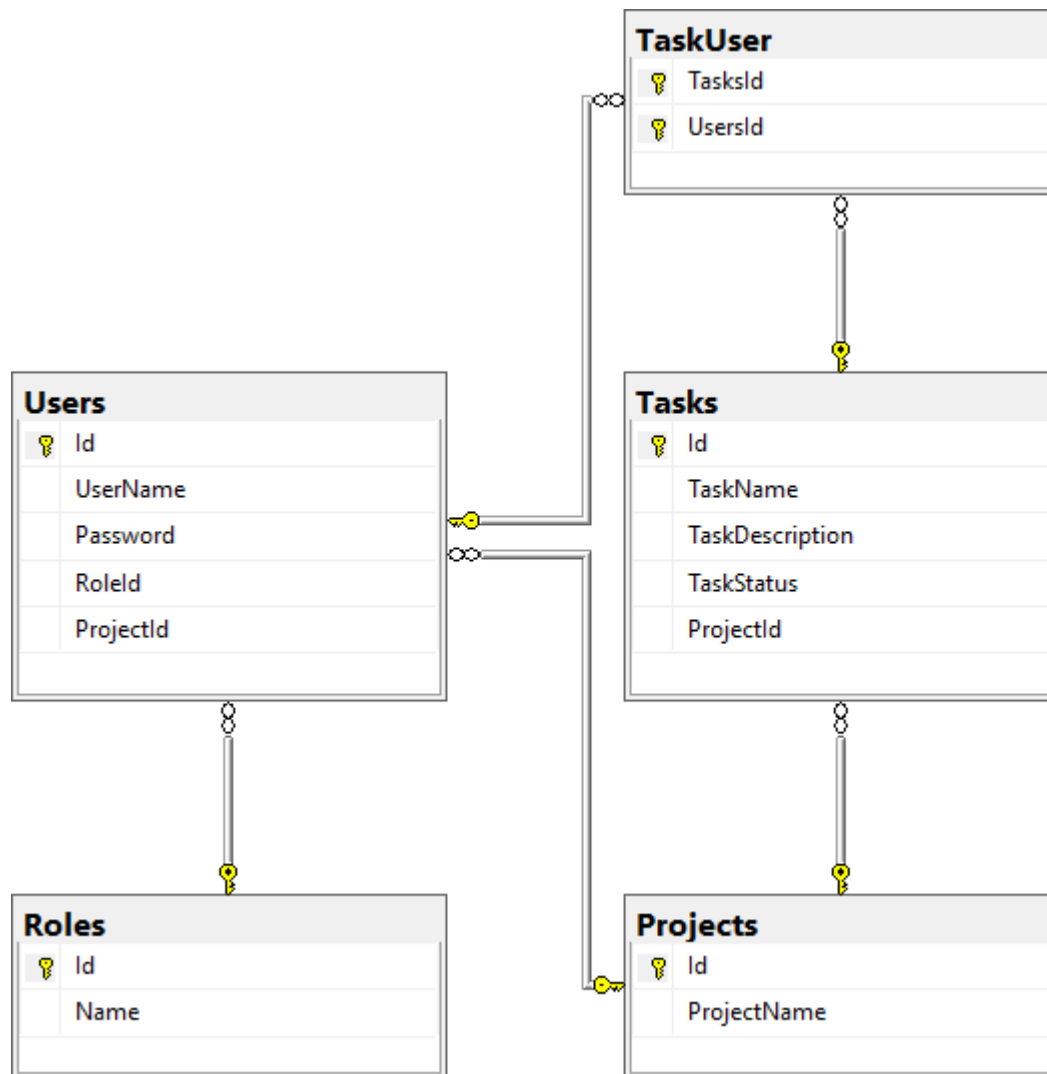 TaskUser
TasksId
UsersId
Users
Id
UserName
Password
RoleId
ProjectId
Tasks
Id
TaskName
TaskDescription
TaskStatus
ProjectId
Roles
Id
Name
Projects
Id
ProjectName